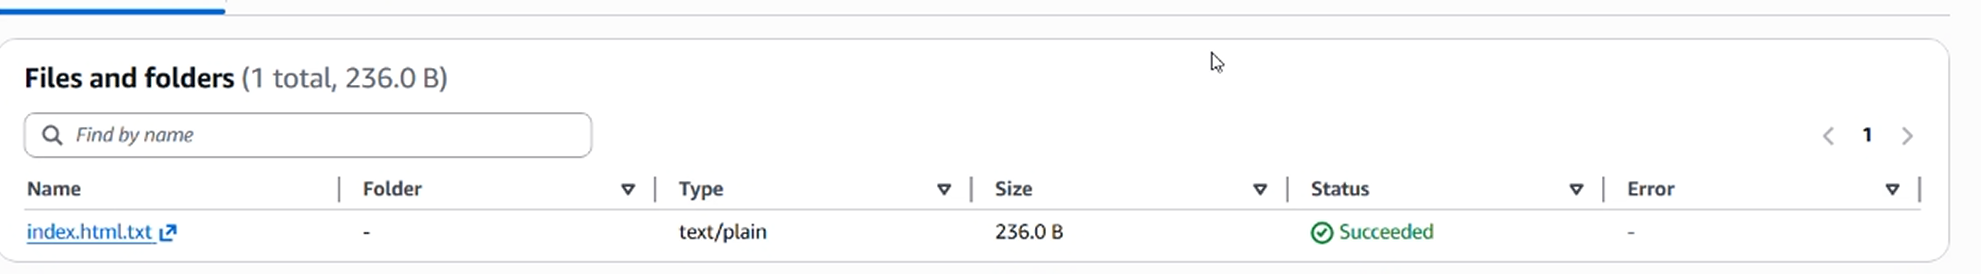 Files and folders (1 total, 236.0 B)
Find by name
1
Name Folder Type Size Status Error
index.html.txt - text/plain 236.0 B Succeeded -